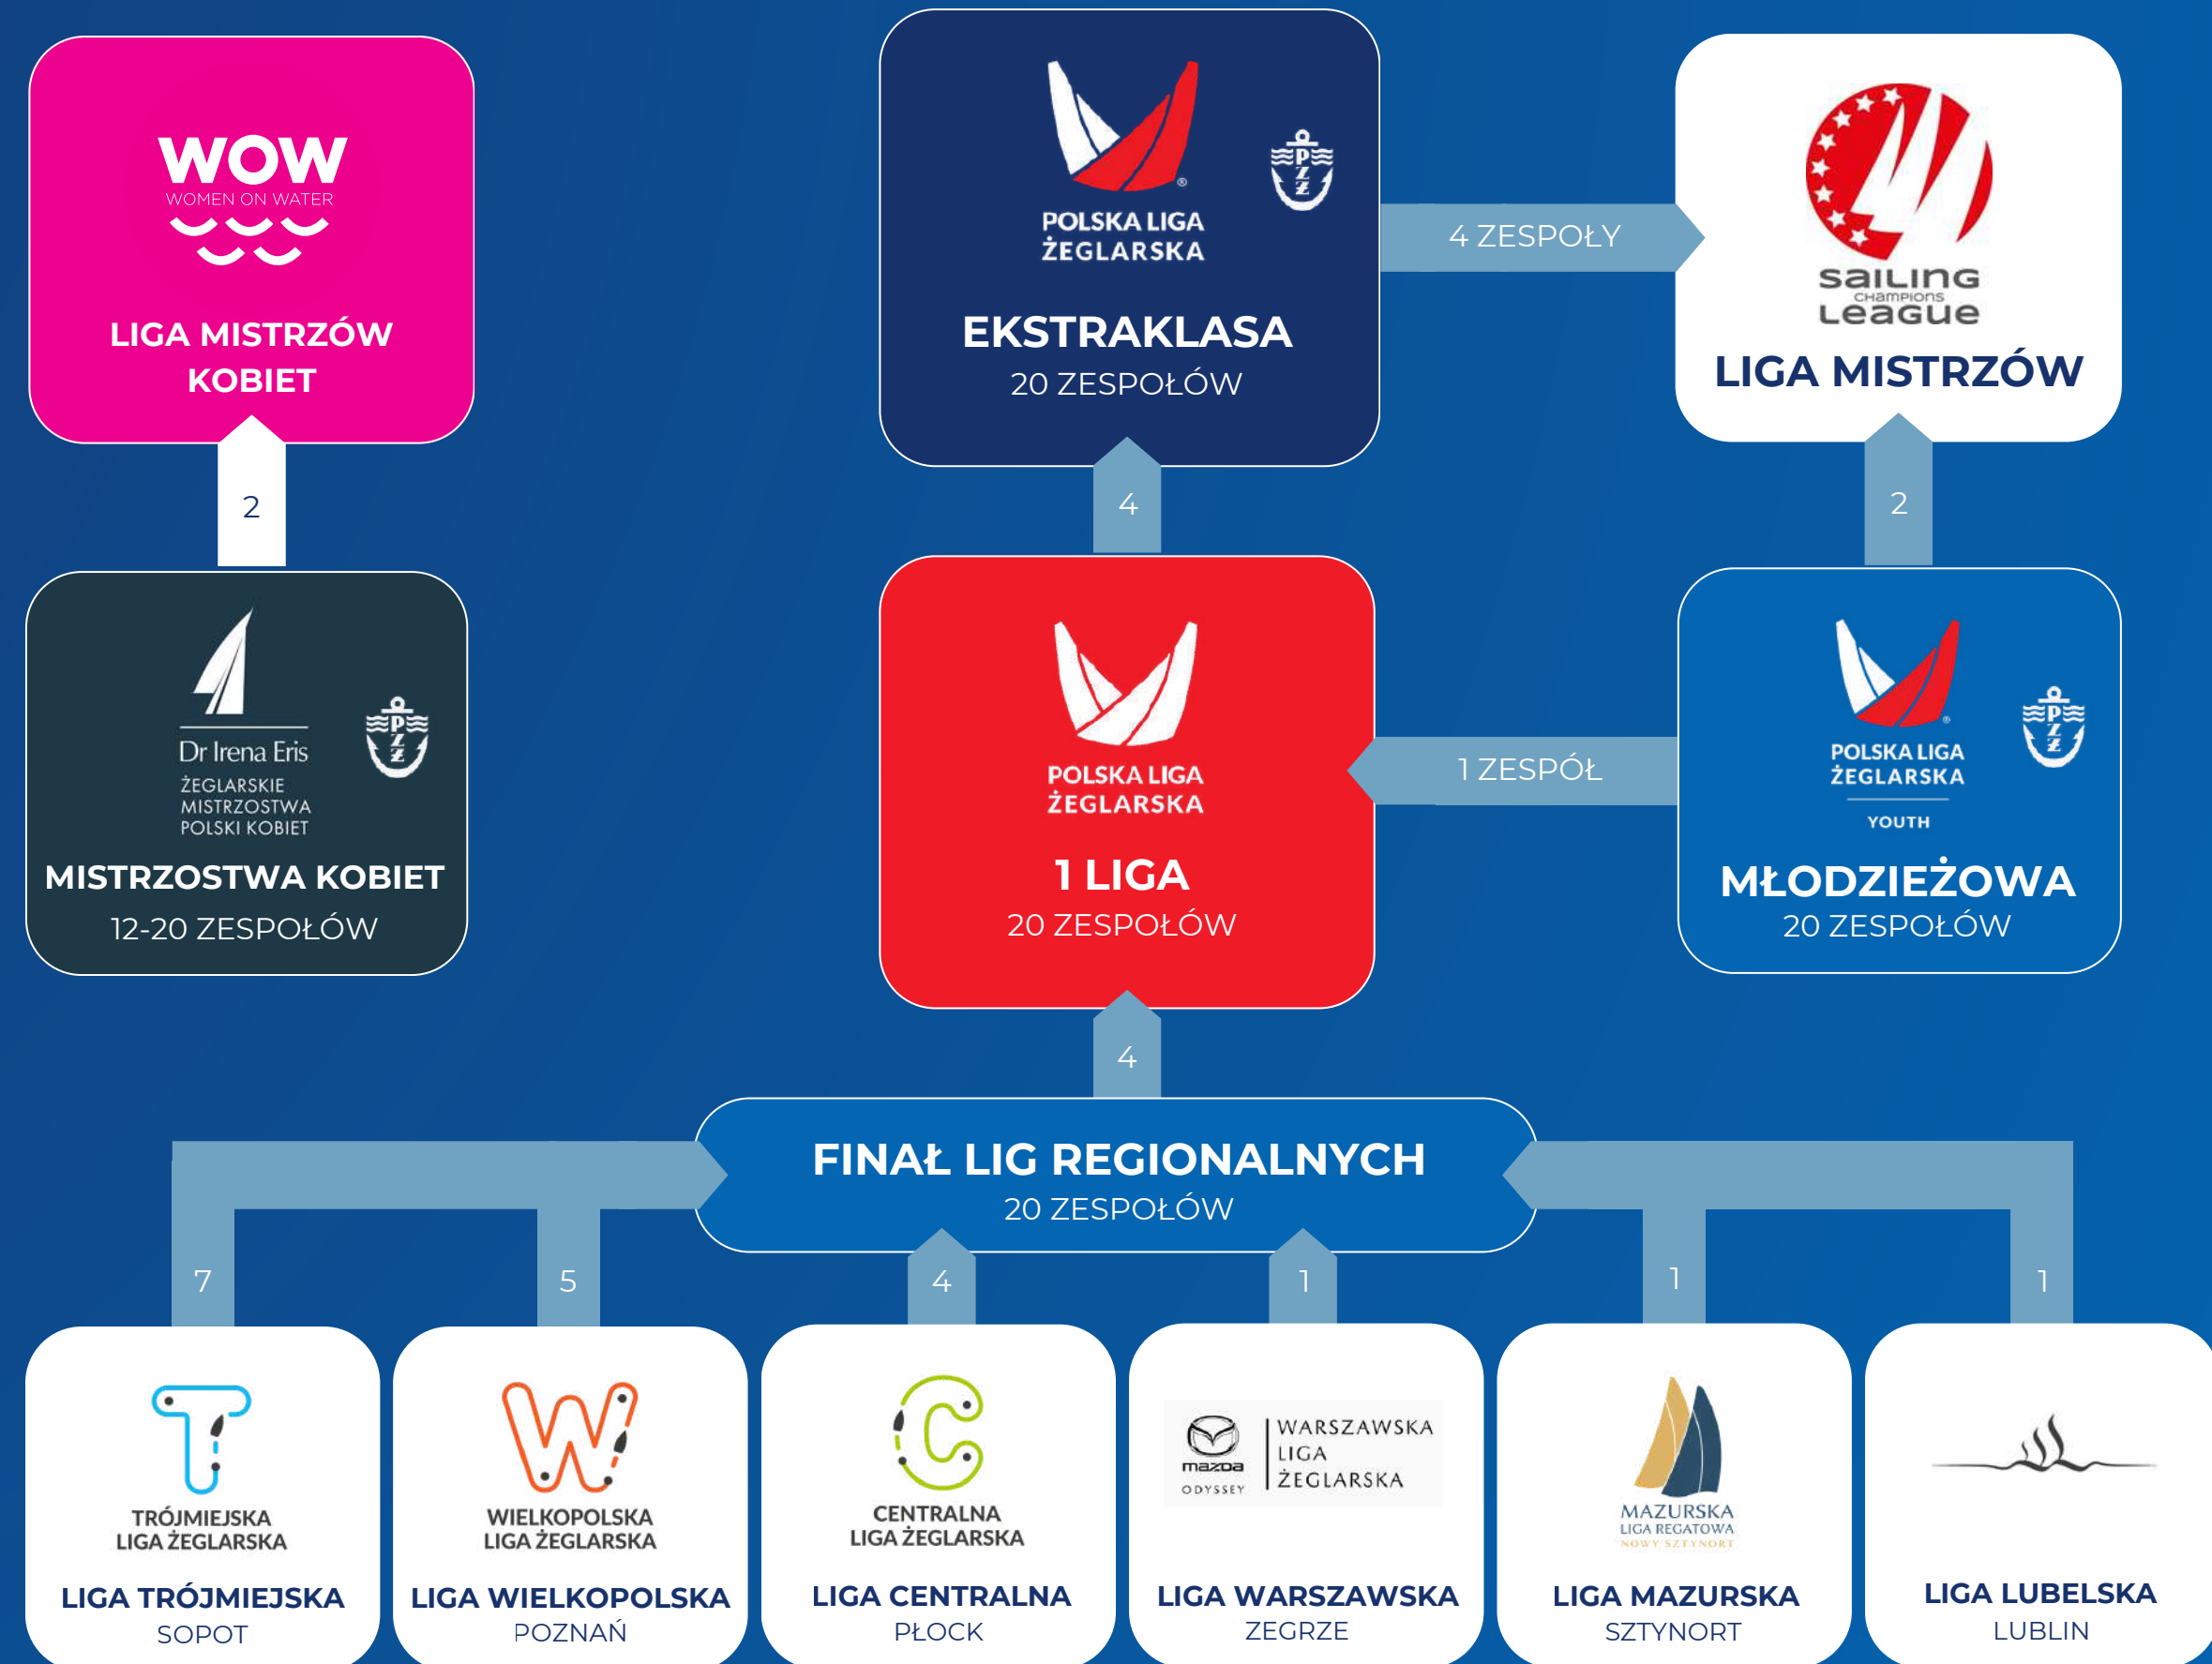 WOW
WOMEN ON WATER
LIGA MISTRZÓW
KOBIET
POLSKA LIGA
ŻEGLARSKA
®
PZŻ
EKSTRAKLASA
20 ZESPOŁÓW
4 ZESPOŁY
SAILING
CHAMPIONS
LEAGUE
LIGA MISTRZÓW
2
4
2
Dr Irena Eris
ŻEGLARSKIE
MISTRZOSTWA
POLSKI KOBIET
PZŻ
MISTRZOSTWA KOBIET
12-20 ZESPOŁÓW
POLSKA LIGA
ŻEGLARSKA
1 LIGA
20 ZESPOŁÓW
1 ZESPÓŁ
POLSKA LIGA
ŻEGLARSKA
®
YOUTH
PZŻ
MŁODZIEŻOWA
20 ZESPOŁÓW
4
FINAŁ LIG REGIONALNYCH
20 ZESPOŁÓW
7
5
4
1
1
1
T
TRÓJMIEJSKA
LIGA ŻEGLARSKA
LIGA TRÓJMIEJSKA
SOPOT
W
WIELKOPOLSKA
LIGA ŻEGLARSKA
LIGA WIELKOPOLSKA
POZNAŃ
C
CENTRALNA
LIGA ŻEGLARSKA
LIGA CENTRALNA
PŁOCK
mazda
ODYSSEY
WARSZAWSKA
LIGA
ŻEGLARSKA
LIGA WARSZAWSKA
ZEGRZE
MAZURSKA
LIGA REGATOWA
NOWY SZTYNORT
LIGA MAZURSKA
SZTYNORT
LIGA LUBELSKA
LUBLIN